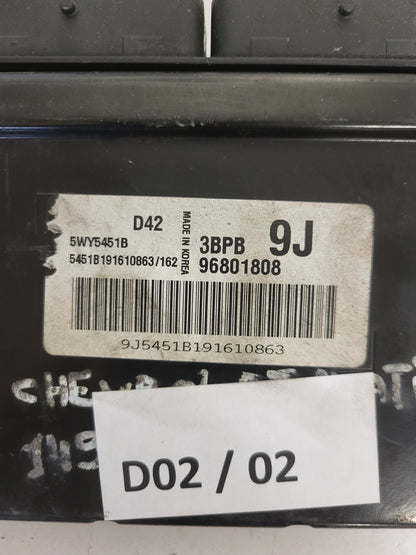 D42
MADE IN KOREA
3BPB 9J
5WY5451B
5451B191610863/162
96801808
9J5451B191610863
D02 / 02